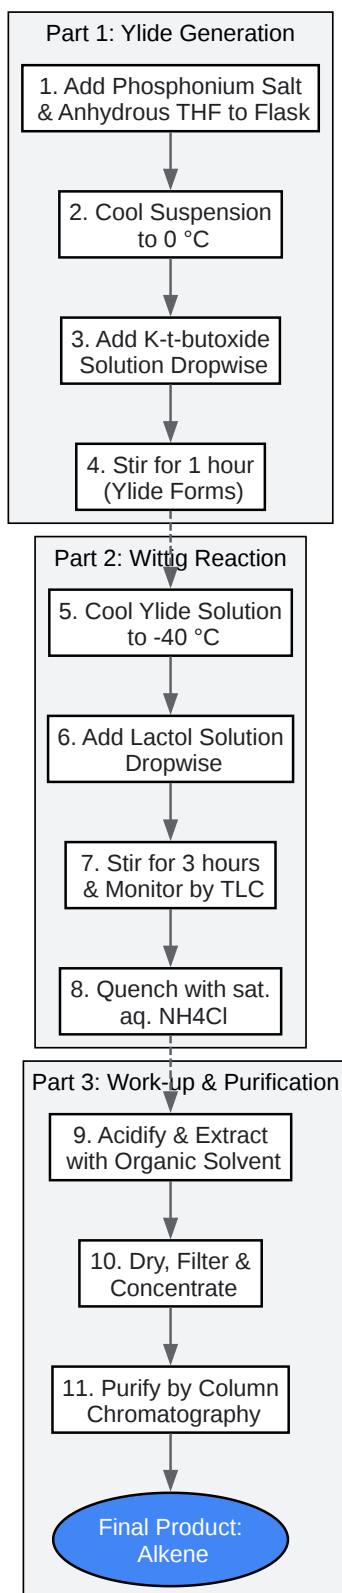 Part 1: Ylide Generation
1. Add Phosphonium Salt
& Anhydrous THF to Flask
2. Cool Suspension
to 0 °C
3. Add K-t-butoxide
Solution Dropwise
4. Stir for 1 hour
(Ylide Forms)
Part 2: Wittig Reaction
5. Cool Ylide Solution
to -40 °C
6. Add Lactol Solution
Dropwise
7. Stir for 3 hours
& Monitor by TLC
8. Quench with sat.
aq. NH4Cl
Part 3: Work-up & Purification
9. Acidify & Extract
with Organic Solvent
10. Dry, Filter &
Concentrate
11. Purify by Column
Chromatography
Final Product:
Alkene